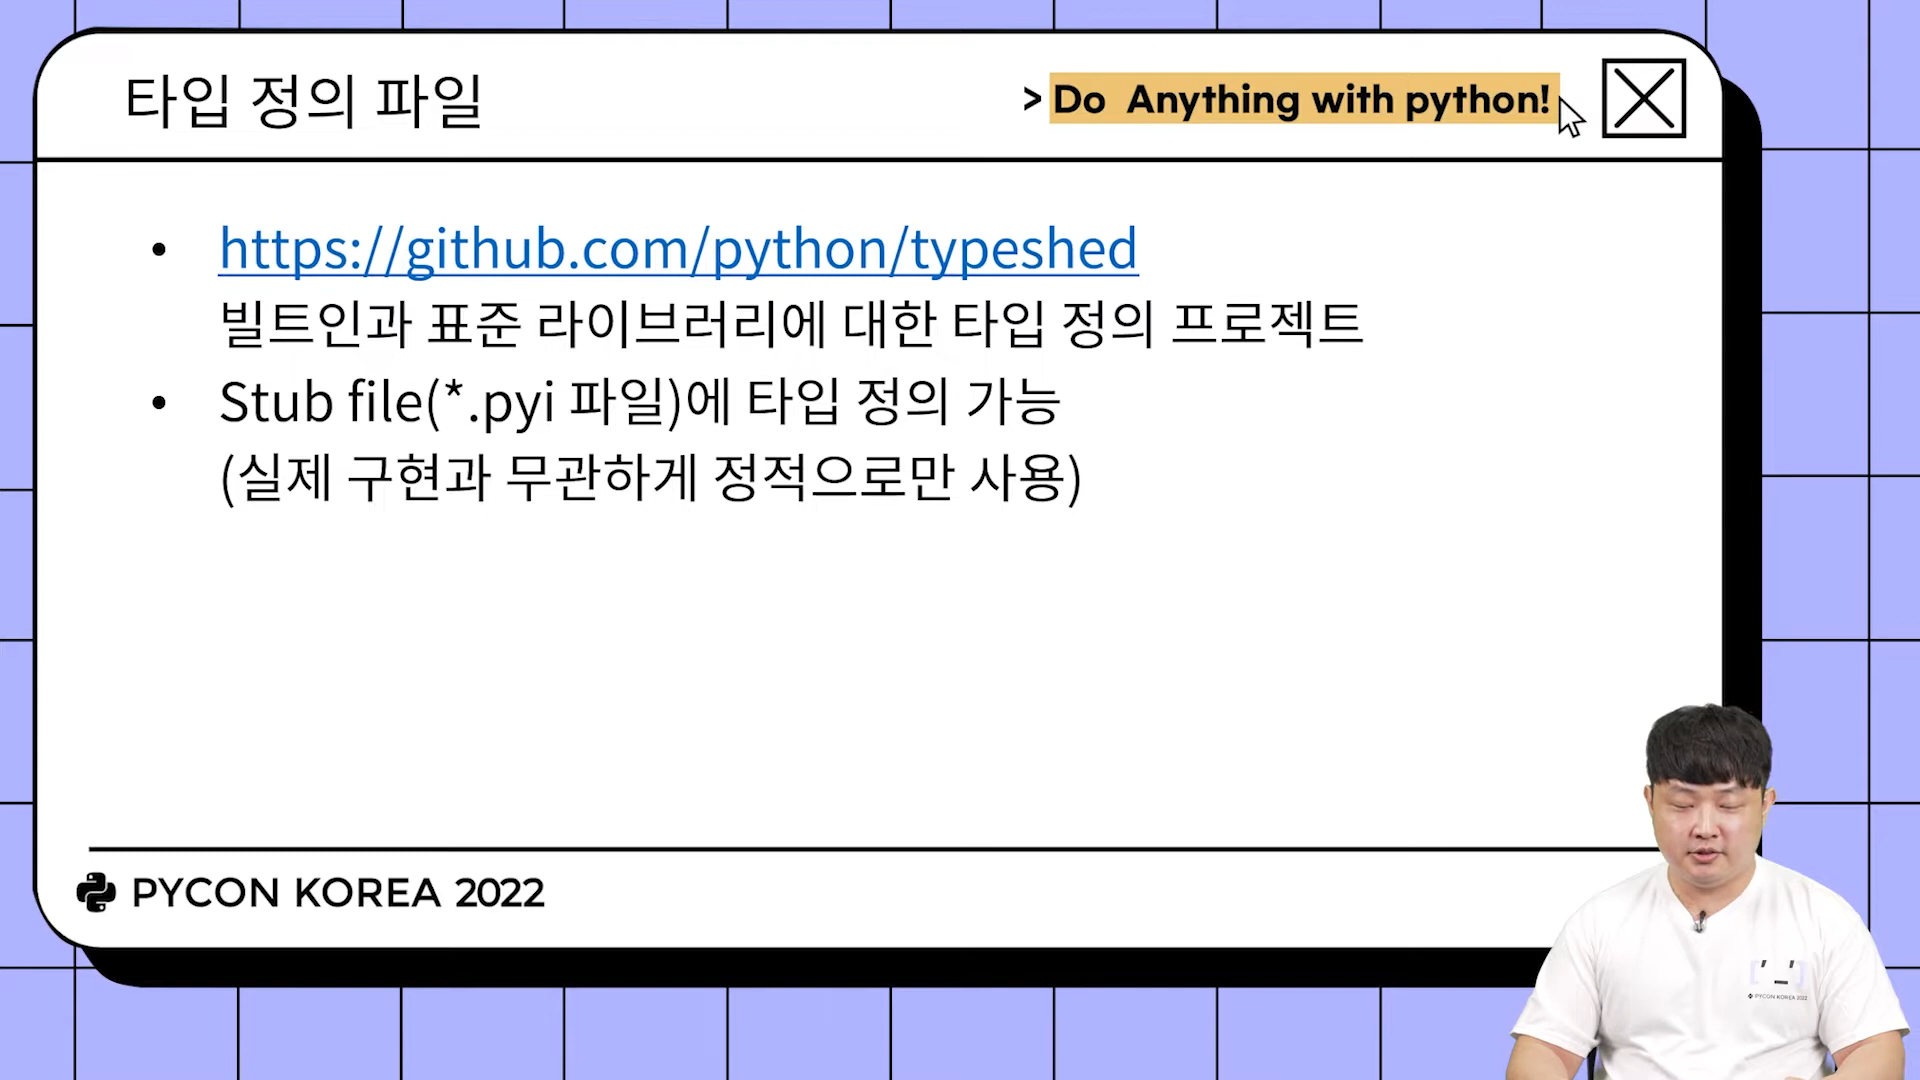 타입 정의 파일
> Do Anything with python!
• https://github.com/python/typeshed
빌트인과 표준 라이브러리에 대한 타입 정의 프로젝트
• Stub file(*.pyi 파일)에 타입 정의 가능
(실제 구현과 무관하게 정적으로만 사용)
PYCON KOREA 2022
['_']
PYCON KOREA 2022